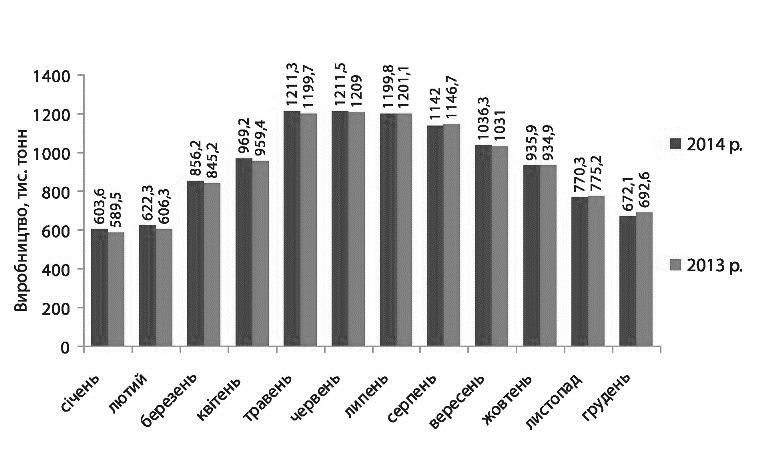 Виробництво, тис. тонн
1400
1200
1000
800
600
400
200
0
603,6
589,5
622,3
606,3
856,2
845,2
969,2
959,4
1211,3
1199,7
1211,5
1209
1199,8
1201,1
1142
1146,7
1036,3
1031
935,9
934,9
770,3
775,2
672,1
692,6
січень
лютий
березень
квітень
травень
червень
липень
серпень
вересень
жовтень
листопад
грудень
2014 р.
2013 р.